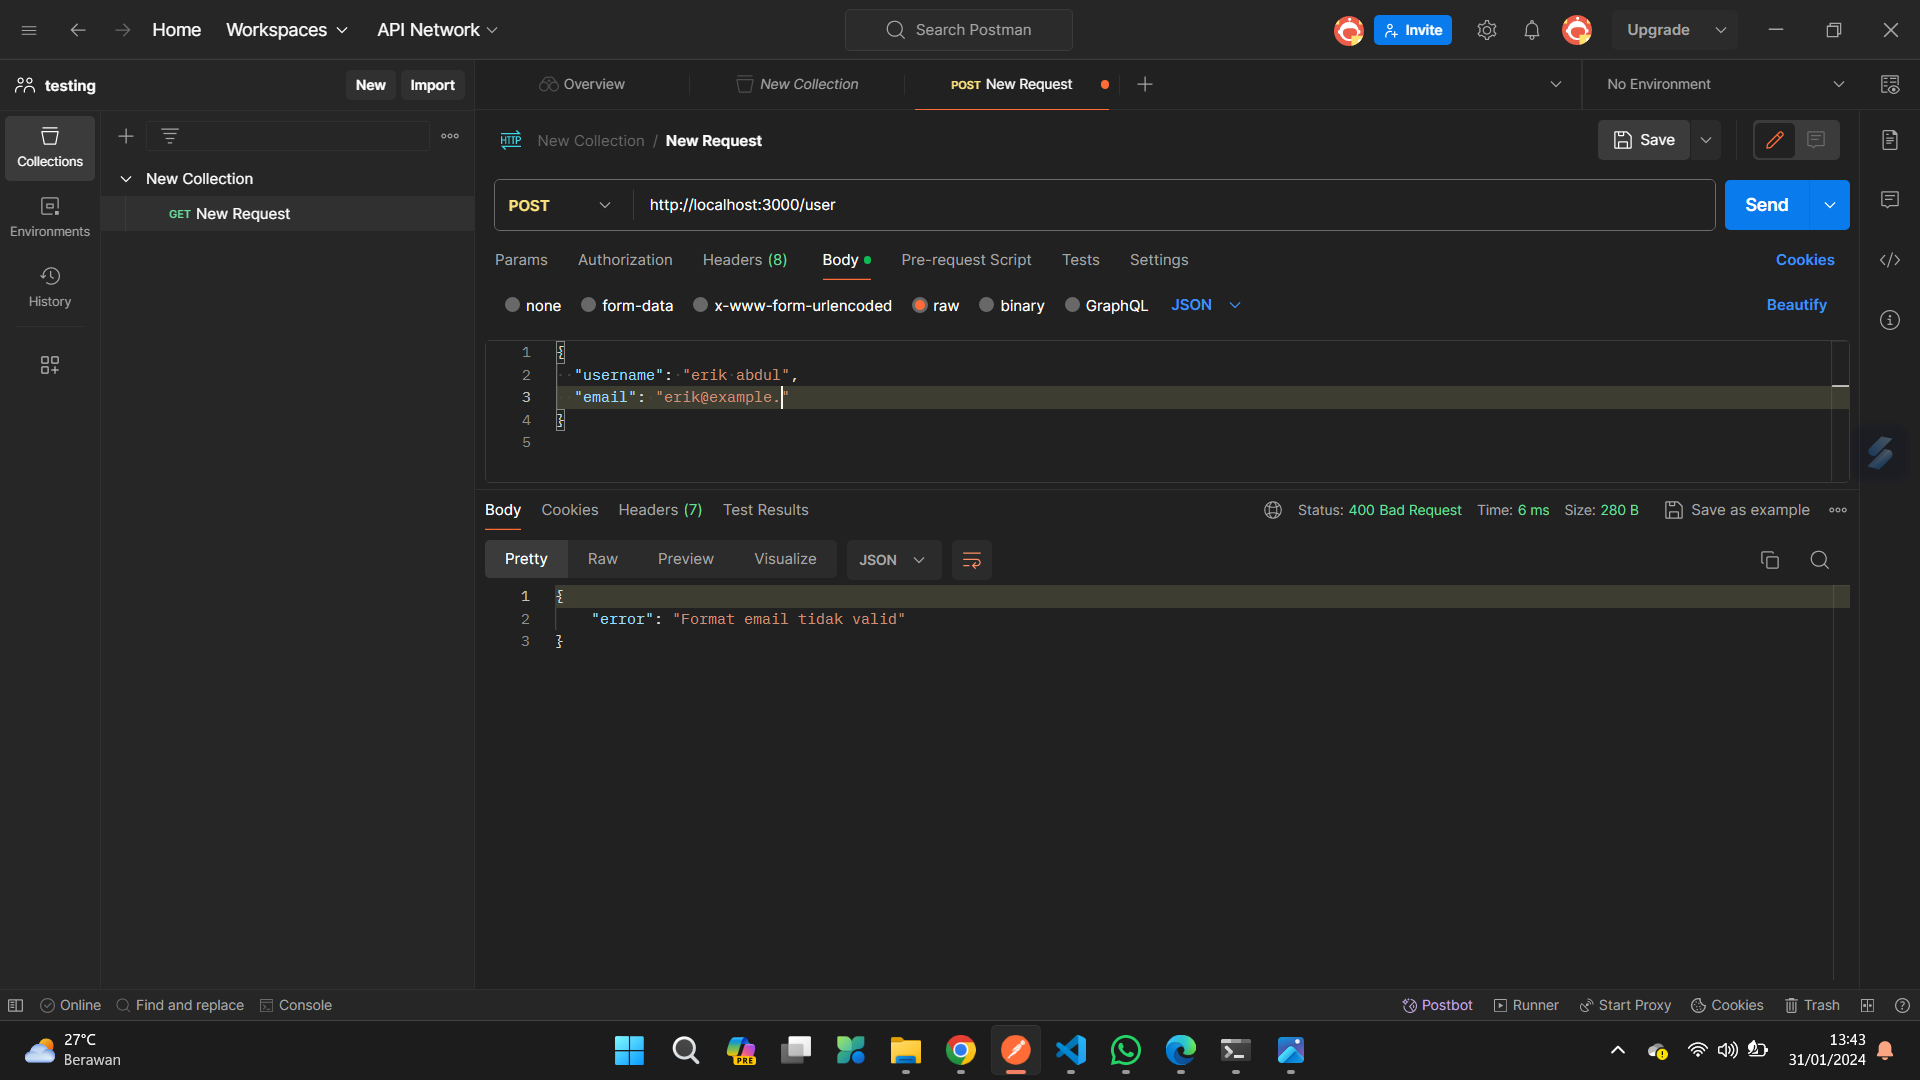 Home Workspaces API Network Search Postman Invite Upgrade
testing New Import Overview New Collection POST New Request No Environment
Collections
Environments
History
New Collection
GET New Request
HTTP New Collection / New Request Save
POST http://localhost:3000/user Send
Params Authorization Headers (8) Body Pre-request Script Tests Settings Cookies
none form-data x-www-form-urlencoded raw binary GraphQL JSON Beautify
1 {
2 "username": "erik abdul",
3 "email": "erik@example."
4 }
5
Body Cookies Headers (7) Test Results Status: 400 Bad Request Time: 6 ms Size: 280 B Save as example
Pretty Raw Preview Visualize JSON
1 {
2 "error": "Format email tidak valid"
3 }
Online Find and replace Console Postbot Runner Start Proxy Cookies Trash
27°C
Berawan
PRE
13:43
31/01/2024